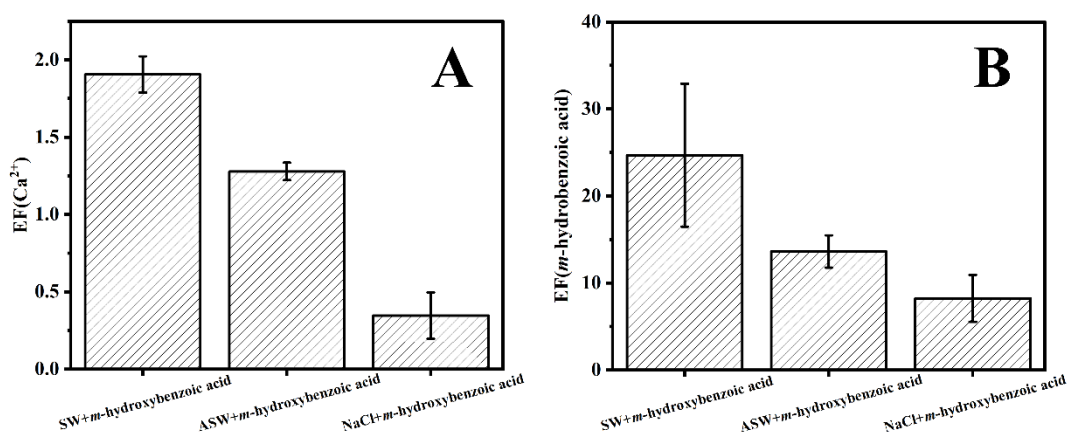 A
EF(Ca²⁺)
2.0
1.5
1.0
0.5
0.0
SW+m-hydroxybenzoic acid
ASW+m-hydroxybenzoic acid
NaCl+m-hydroxybenzoic acid
B
EF(m-hydrobenzoic acid)
40
30
20
10
0
SW+m-hydroxybenzoic acid
ASW+m-hydroxybenzoic acid
NaCl+m-hydroxybenzoic acid